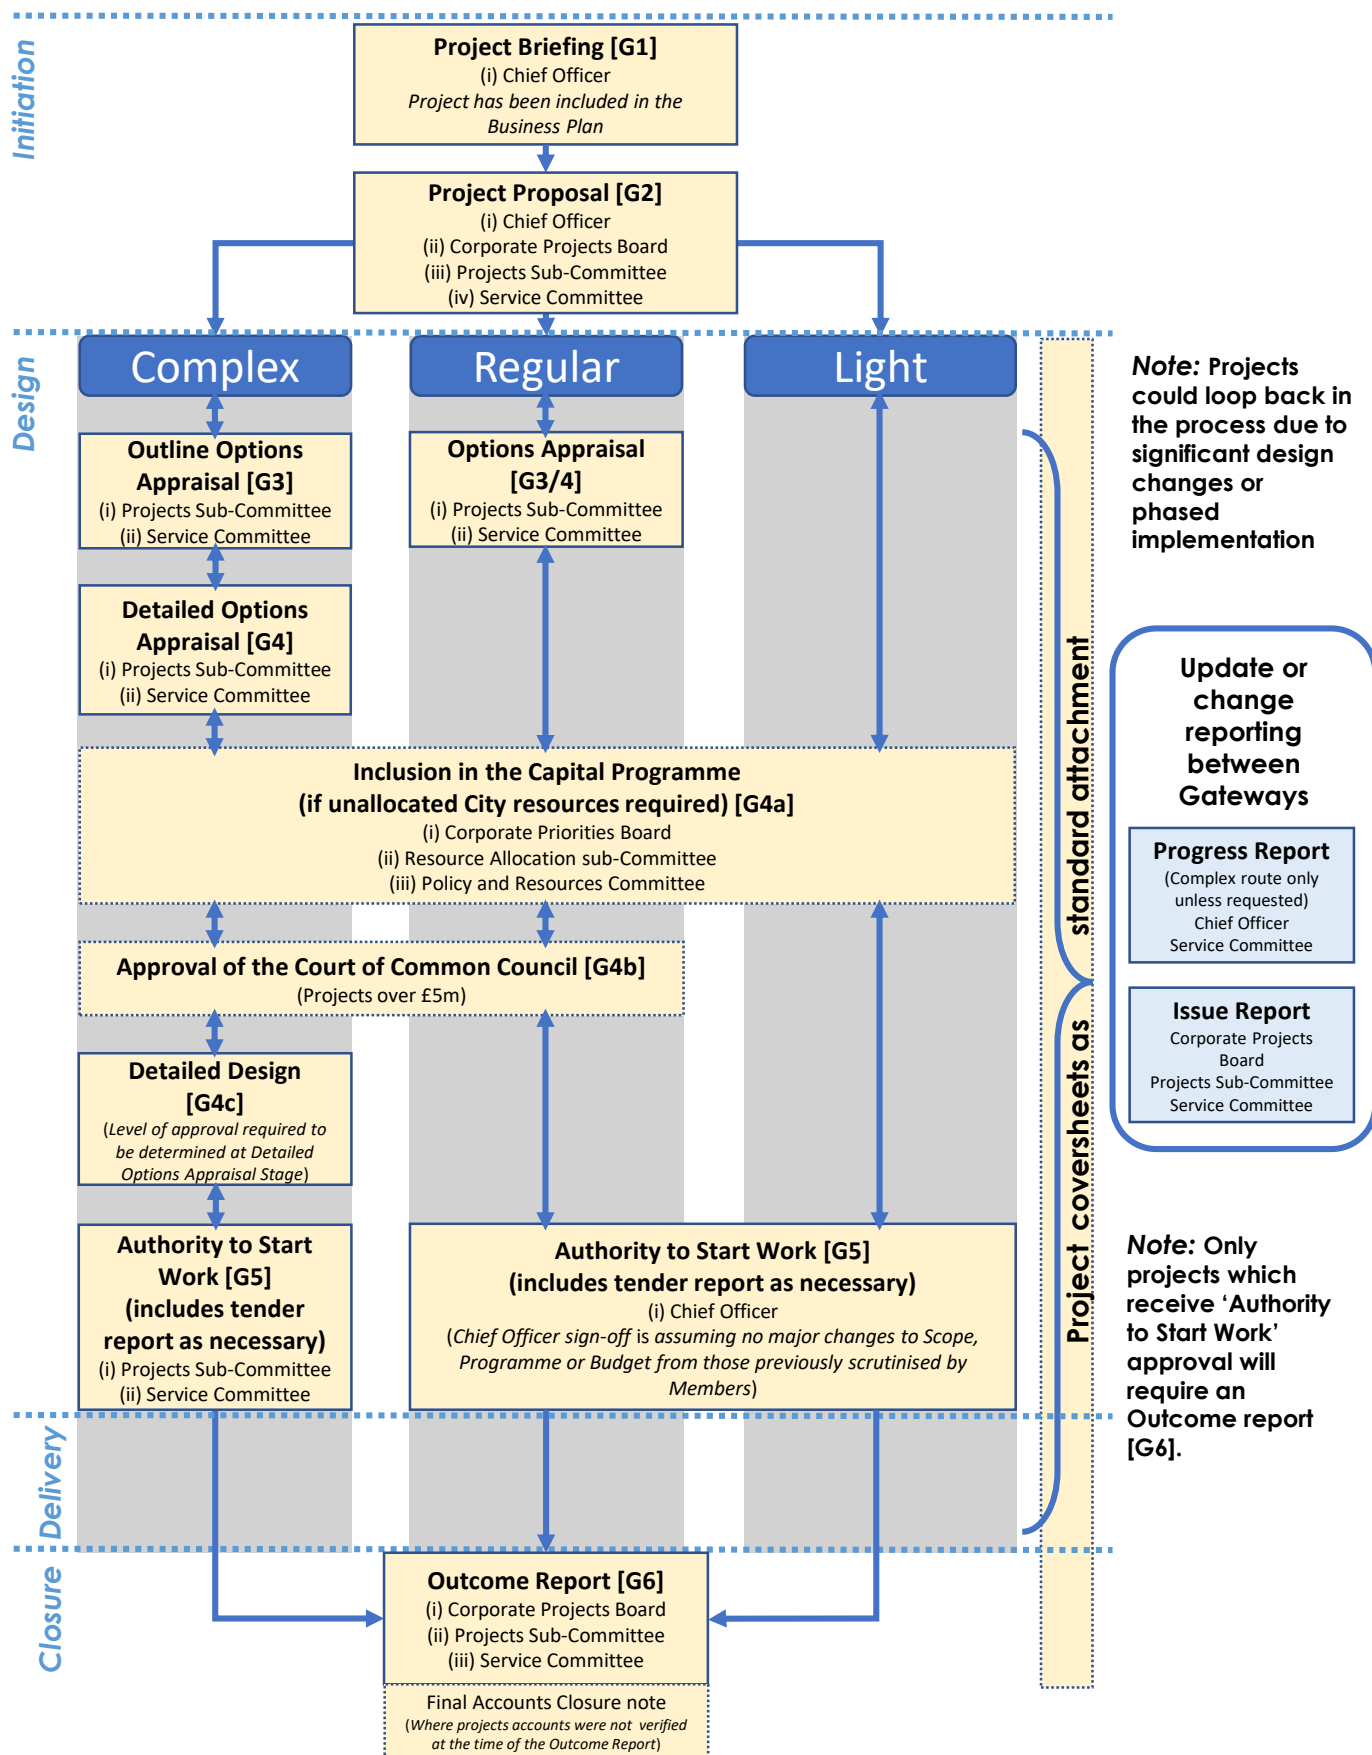 Initiation
Project Briefing [G1]
(i) Chief Officer
Project has been included in the
Business Plan
Project Proposal [G2]
(i) Chief Officer
(ii) Corporate Projects Board
(iii) Projects Sub-Committee
(iv) Service Committee
Design
Complex
Regular
Light
Outline Options
Appraisal [G3]
(i) Projects Sub-Committee
(ii) Service Committee
Options Appraisal
[G3/4]
(i) Projects Sub-Committee
(ii) Service Committee
Detailed Options
Appraisal [G4]
(i) Projects Sub-Committee
(ii) Service Committee
Inclusion in the Capital Programme
(if unallocated City resources required) [G4a]
(i) Corporate Priorities Board
(ii) Resource Allocation sub-Committee
(iii) Policy and Resources Committee
Approval of the Court of Common Council [G4b]
(Projects over £5m)
Detailed Design
[G4c]
(Level of approval required to
be determined at Detailed
Options Appraisal Stage)
Authority to Start
Work [G5]
(includes tender
report as necessary)
(i) Projects Sub-Committee
(ii) Service Committee
Authority to Start Work [G5]
(includes tender report as necessary)
(i) Chief Officer
(Chief Officer sign-off is assuming no major changes to Scope,
Programme or Budget from those previously scrutinised by
Members)
Delivery
Closure
Outcome Report [G6]
(i) Corporate Projects Board
(ii) Projects Sub-Committee
(iii) Service Committee
Final Accounts Closure note
(Where projects accounts were not verified
at the time of the Outcome Report)
Project coversheets as standard attachment
Note: Projects
could loop back in
the process due to
significant design
changes or
phased
implementation
Update or
change
reporting
between
Gateways
Progress Report
(Complex route only
unless requested)
Chief Officer
Service Committee
Issue Report
Corporate Projects
Board
Projects Sub-Committee
Service Committee
Note: Only
projects which
receive ‘Authority
to Start Work’
approval will
require an
Outcome report
[G6].